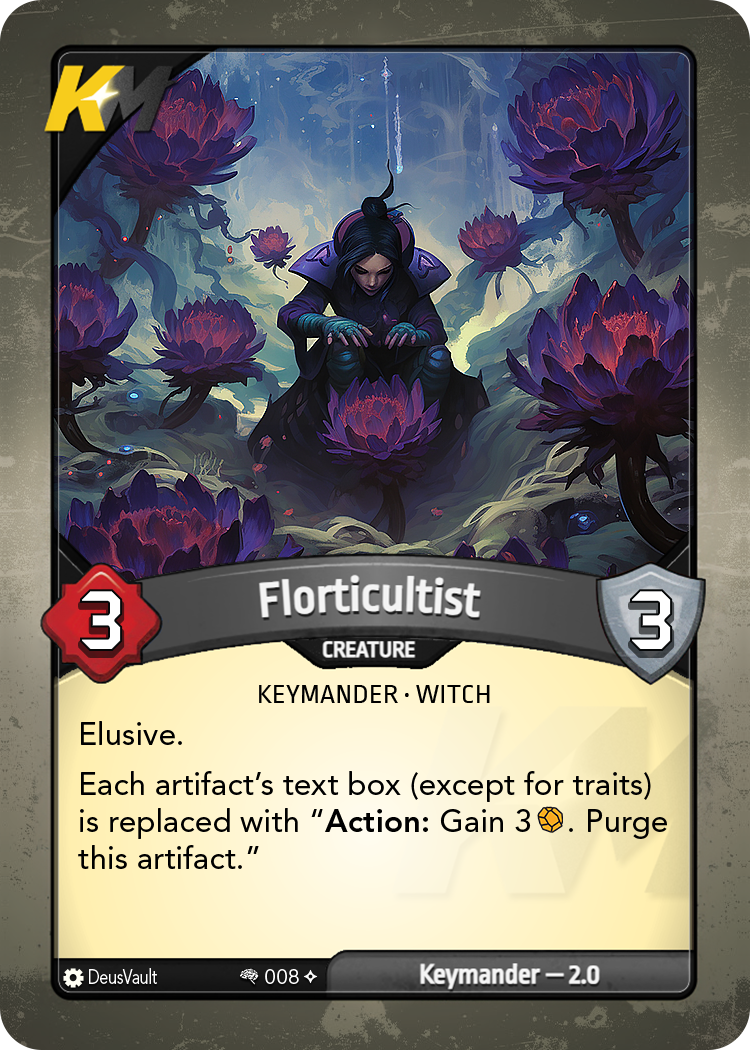 KM
Florticultist
3
3
CREATURE
KEYMANDER • WITCH
Elusive.
Each artifact’s text box (except for traits)
is replaced with “Action: Gain 3 . Purge
this artifact.”
DeusVault
008
Keymander — 2.0